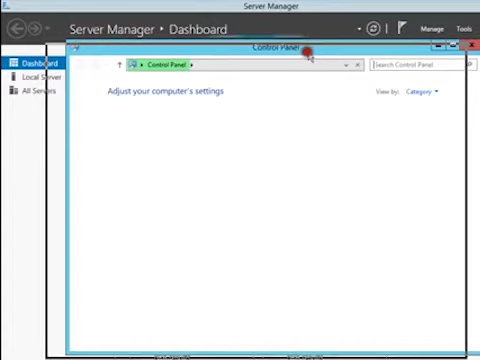 Server Manager
Server Manager ▸ Dashboard
Manage
Tools
Control Panel
Dashboard
Local Server
All Servers
Control Panel
Search Control Panel
Adjust your computer's settings
View by:
Category